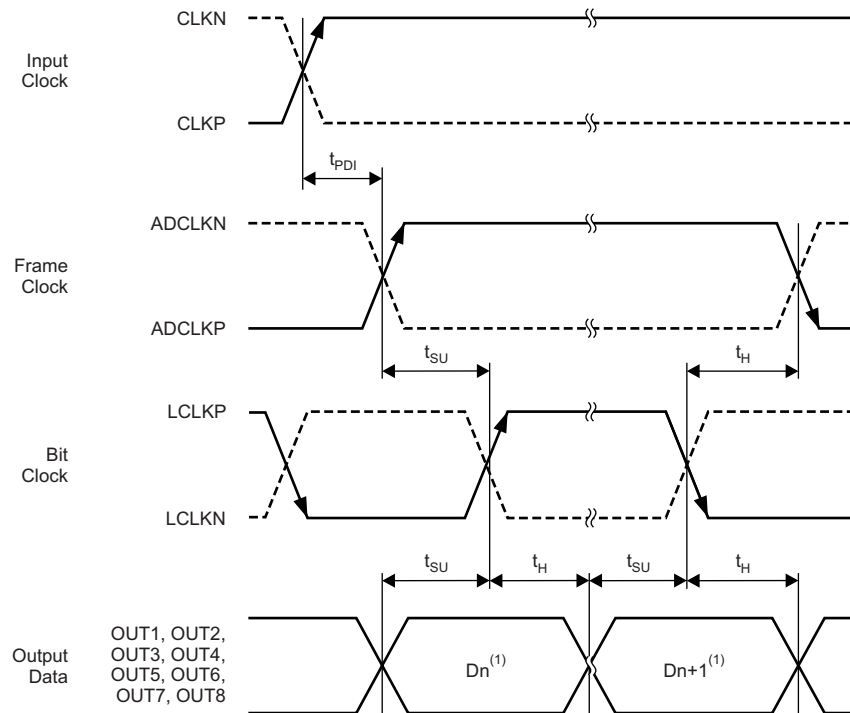 CLKN
Input
Clock
CLKP
tPDI
ADCLKN
Frame
Clock
ADCLKP
tSU
tH
LCLKP
Bit
Clock
LCLKN
tSU
tH
tSU
tH
Output
Data
OUT1, OUT2,
OUT3, OUT4,
OUT5, OUT6,
OUT7, OUT8
Dn(1)
Dn+1(1)